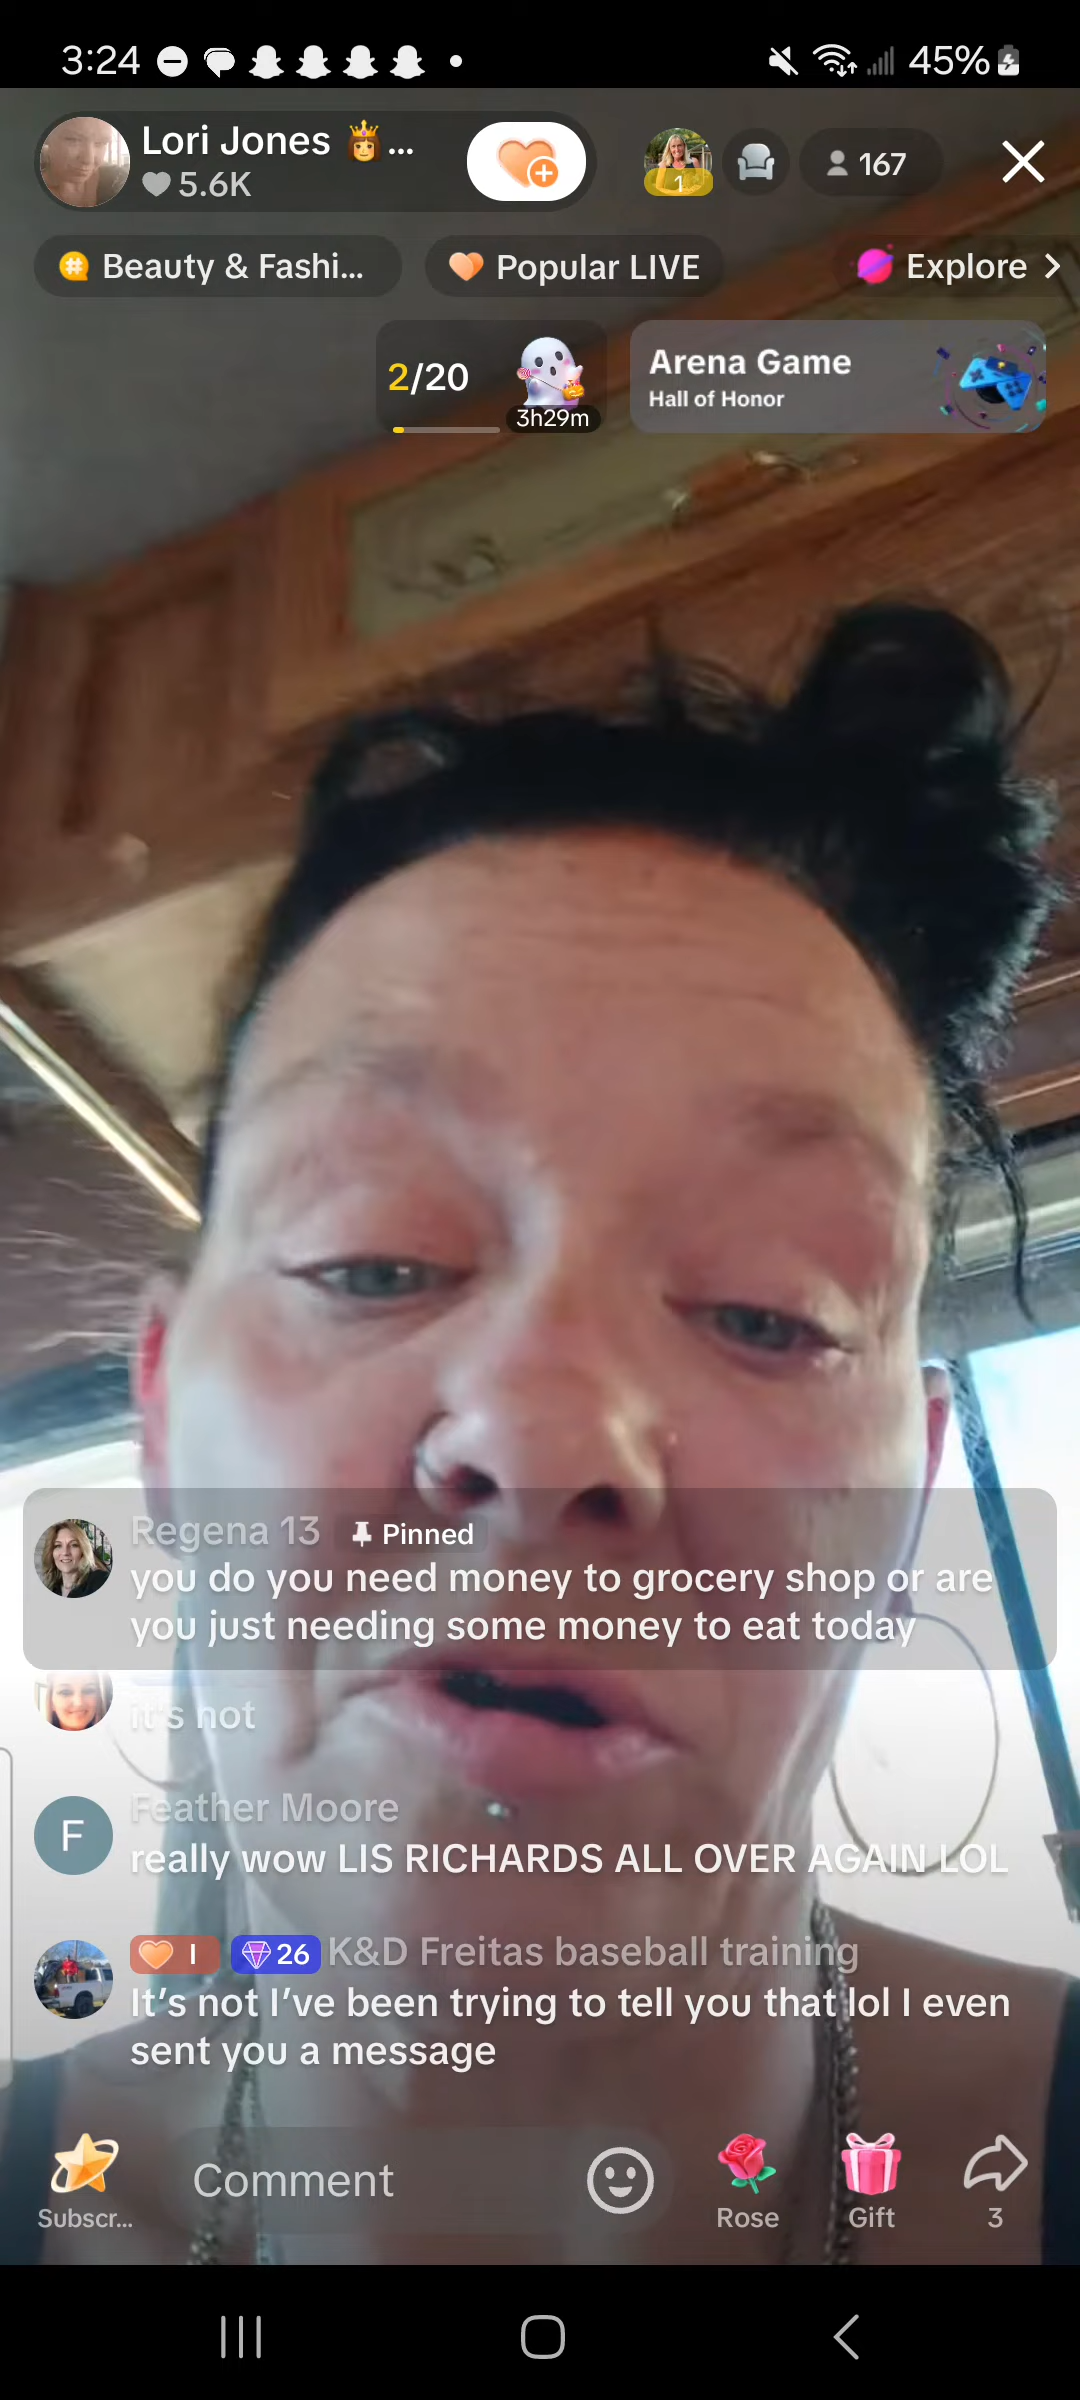 3:24
45%
Lori Jones 👸...
5.6K
1
167
Beauty & Fashi...
Popular LIVE
Explore
2/20
3h29m
Arena Game
Hall of Honor
Regena 13 Pinned
you do you need money to grocery shop or are
you just needing some money to eat today
it's not
F
Feather Moore
really wow LIS RICHARDS ALL OVER AGAIN LOL
I 26 K&D Freitas baseball training
It's not I've been trying to tell you that lol I even
sent you a message
Subscr...
Comment
Rose
Gift
3